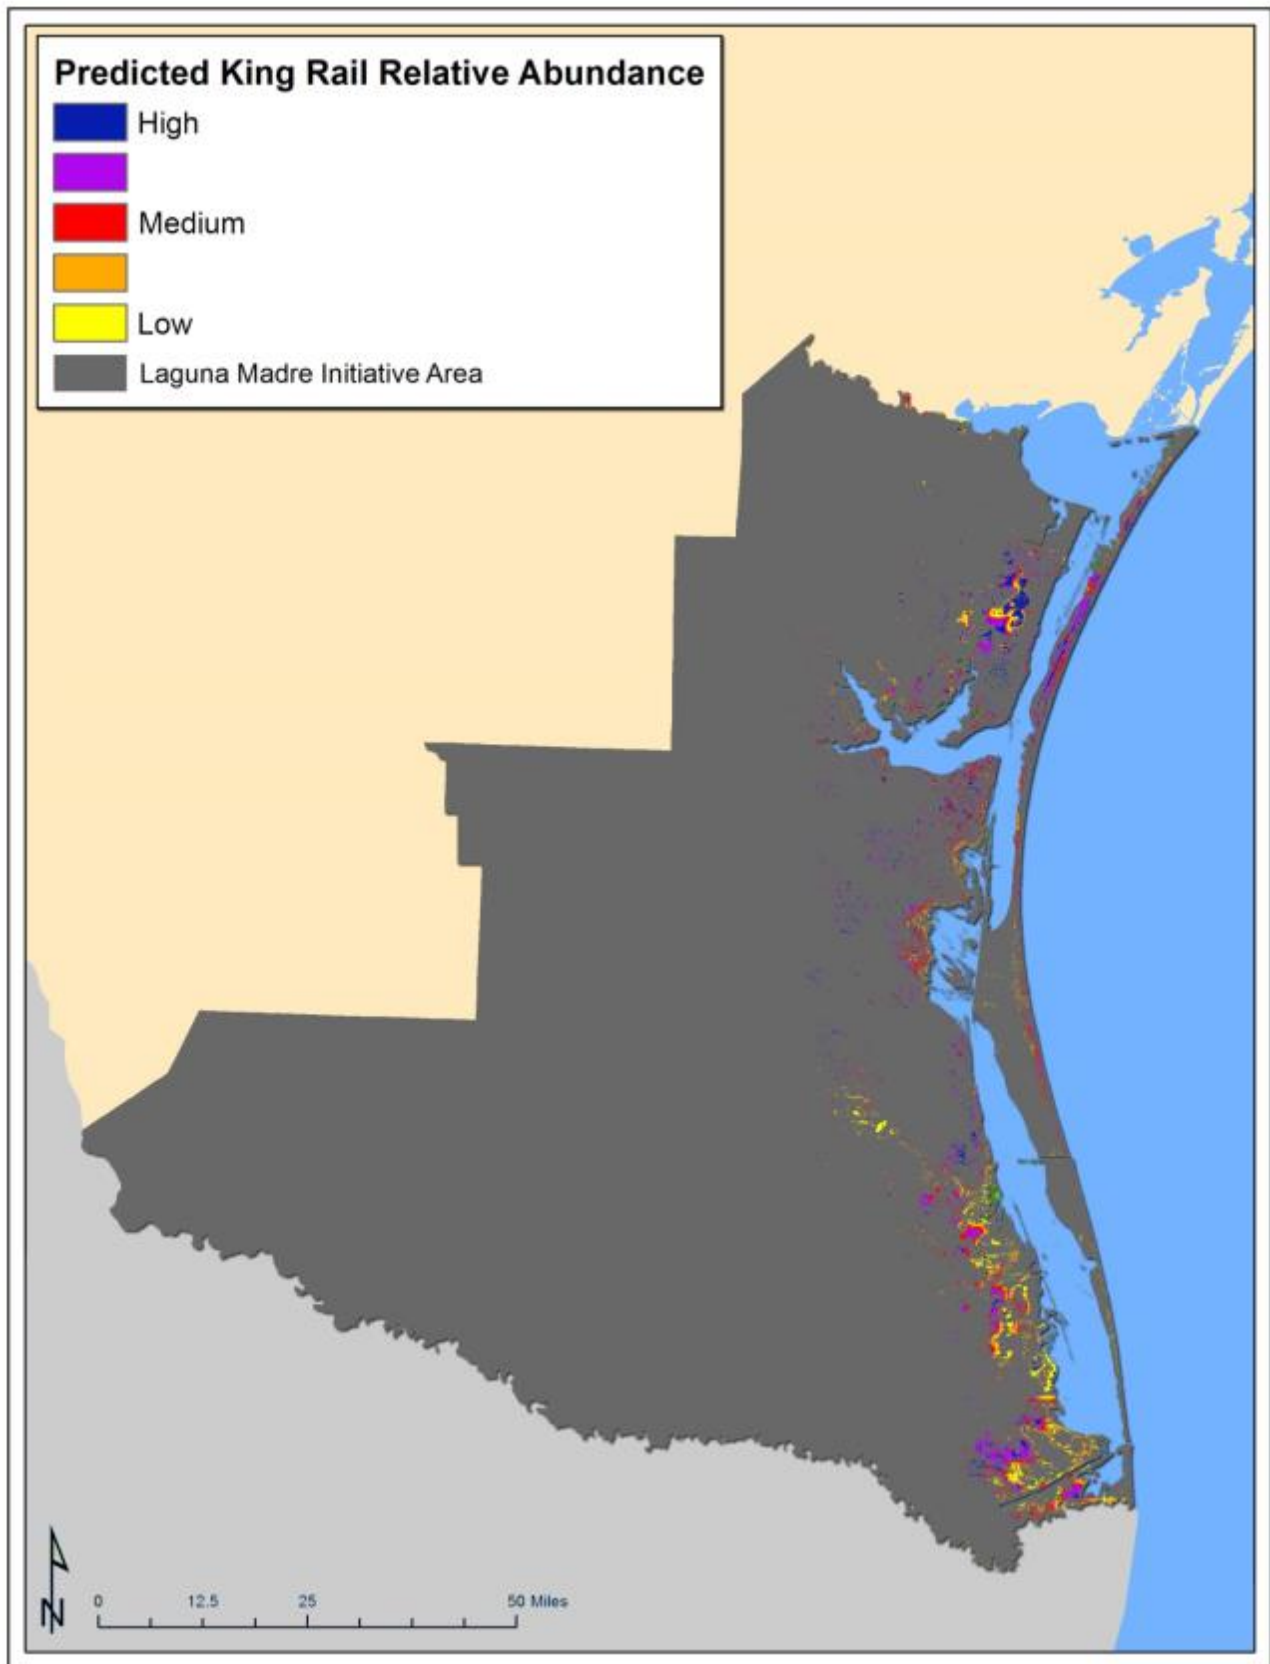 Predicted King Rail Relative Abundance
High
Medium
Low
Laguna Madre Initiative Area
N
0 12.5 25 50 Miles